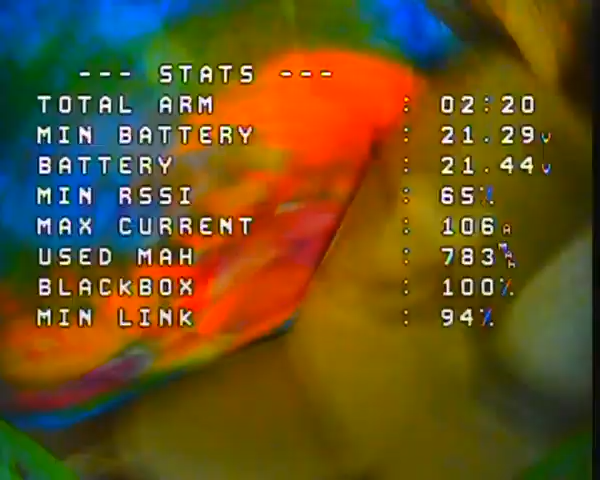 --- STATS ---
TOTAL ARM : 02:20
MIN BATTERY : 21.29V
BATTERY : 21.44V
MIN RSSI : 65%
MAX CURRENT : 106A
USED MAH : 783MAH
BLACKBOX : 100%
MIN LINK : 94%